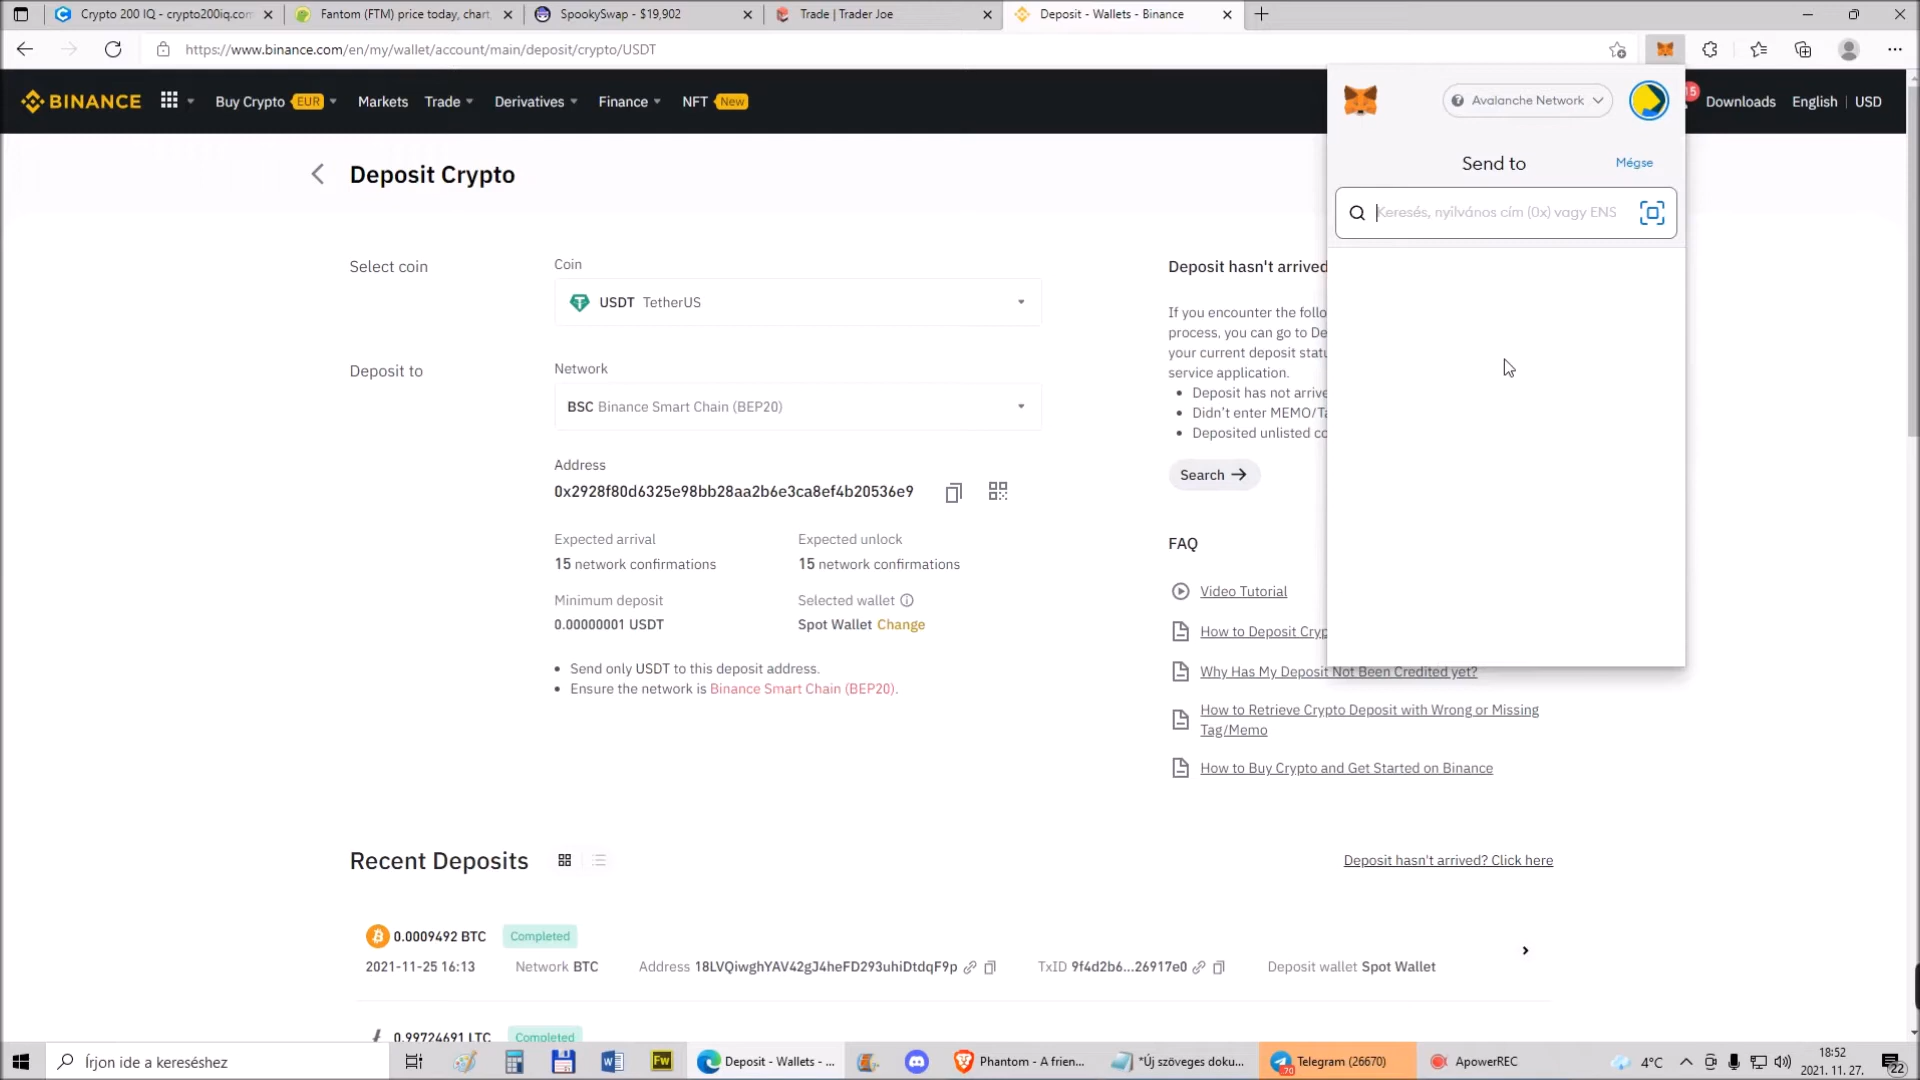 Crypto 200 IQ - crypto200iq.com
Fantom (FTM) price today, chart,
SpookySwap - $19,902
Trade | Trader Joe
Deposit - Wallets - Binance
https://www.binance.com/en/my/wallet/account/main/deposit/crypto/USDT
BINANCE
Buy Crypto EUR
Markets
Trade
Derivatives
Finance
NFT New
15
Downloads
English
USD
Avalanche Network
Send to
Mégse
Keresés, nyilvános cím (0x) vagy ENS
Deposit Crypto
Select coin
Coin
USDT TetherUS
Deposit to
Network
BSC Binance Smart Chain (BEP20)
Address
0x2928f80d6325e98bb28aa2b6e3ca8ef4b20536e9
Expected arrival
15 network confirmations
Expected unlock
15 network confirmations
Minimum deposit
0.00000001 USDT
Selected wallet
Spot Wallet Change
Send only USDT to this deposit address.
Ensure the network is Binance Smart Chain (BEP20).
Deposit hasn't arrived
If you encounter the follo
process, you can go to De
your current deposit statu
service application.
Deposit has not arrive
Didn't enter MEMO/Ta
Deposited unlisted co
Search
FAQ
Video Tutorial
How to Deposit Cryp
Why Has My Deposit Not Been Credited yet?
How to Retrieve Crypto Deposit with Wrong or Missing
Tag/Memo
How to Buy Crypto and Get Started on Binance
Recent Deposits
Deposit hasn't arrived? Click here
0.0009492 BTC Completed
2021-11-25 16:13 Network BTC Address 18LVQiwghYAV42gJ4heFD293uhiDtdqF9p TxID 9f4d2b6...26917e0 Deposit wallet Spot Wallet
0.99724691 LTC Completed
Írjon ide a kereséshez
Fw
Deposit - Wallets - ...
Phantom - A frien...
*Új szöveges doku...
70
Telegram (26670)
ApowerREC
4°C
18:52
2021. 11. 27.
22